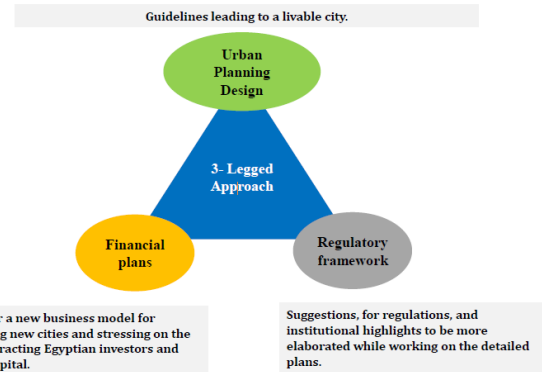 Guidelines leading to a livable city.
Urban
Planning
Design
3- Legged
Approach
Financial
plans
Regulatory
framework
a new business model for
new cities and stressing on the
Egyptian investors and
Suggestions, for regulations, and
institutional highlights to be more
elaborated while working on the detailed
plans.